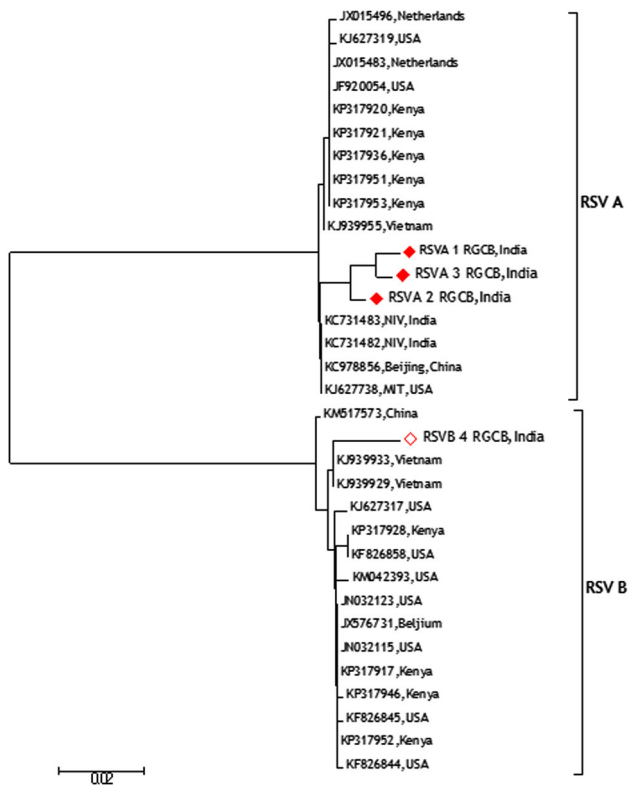 JX015496,Netherlands
KJ627319,USA
JX015483,Netherlands
JF920054,USA
KP317920,Kenya
KP317921,Kenya
KP317936,Kenya
KP317951,Kenya
KP317953,Kenya
RSV A
KJ939955,Vietnam
RSVA 1 RGCB,India
RSVA 3 RGCB,India
RSVA 2 RGCB,India
KC731483,NIV,India
KC731482,NIV,India
KC978856,Beijing,China
KJ627738,MIT,USA
KM517573,China
RSVB 4 RGCB,India
KJ939933,Vietnam
KJ939929,Vietnam
KJ627317,USA
KP317928,Kenya
KF826858,USA
KM042393,USA
RSV B
JN032123,USA
JX576731,Beljium
JN032115,USA
KP317917,Kenya
KP317946,Kenya
KF826845,USA
KP317952,Kenya
KF826844,USA
0.02